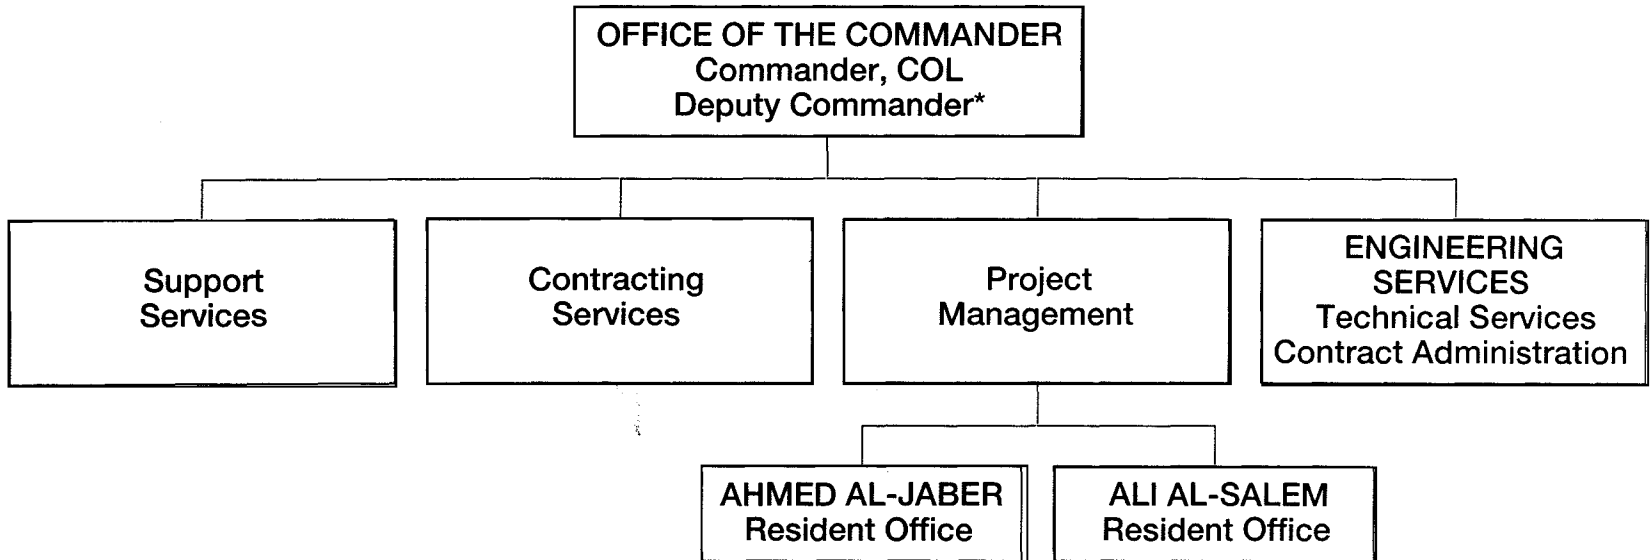 OFFICE OF THE COMMANDER
Commander, COL
Deputy Commander*
Support
Services
Contracting
Services
Project
Management
ENGINEERING
SERVICES
Technical Services
Contract Administration
AHMED AL-JABER
Resident Office
ALI AL-SALEM
Resident Office